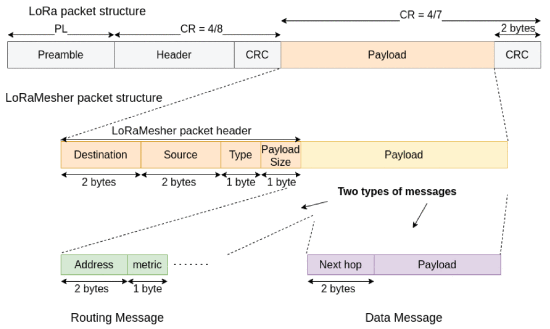 LoRa packet structure
CR = 4/7
PL
CR = 4/8
2 bytes
Preamble
Header
CRC
Payload
CRC
LoRaMesher packet structure
LoRaMesher packet header
Destination
Source
Type
Payload
Size
Payload
2 bytes
2 bytes
1 byte
1 byte
Two types of messages
Address
metric
.......
Next hop
Payload
2 bytes
1 byte
2 bytes
Routing Message
Data Message